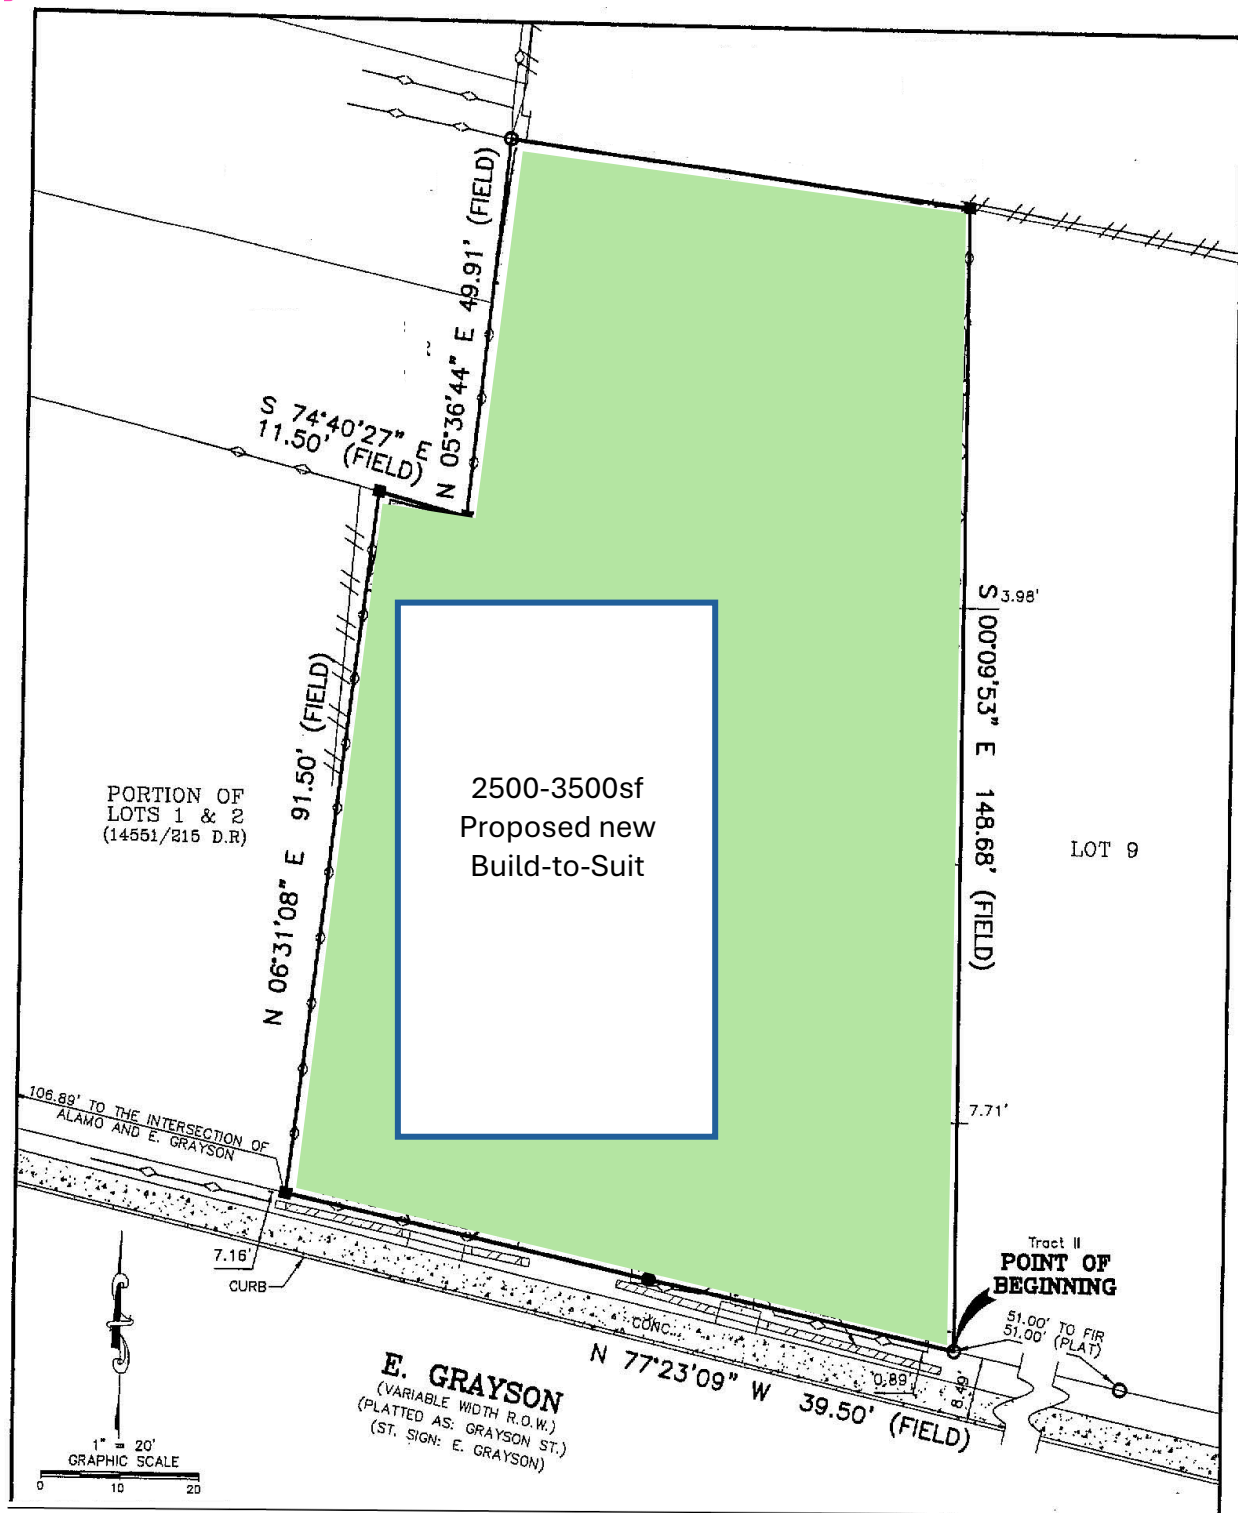 N 05°36'44" E 49.91' (FIELD)
S 74°40'27" E
11.50' (FIELD)
S 00°09'53" E 148.68' (FIELD)
3.98'
N 06°31'08" E 91.50' (FIELD)
2500-3500sf
Proposed new
Build-to-Suit
PORTION OF
LOTS 1 & 2
(14551/215 D.R)
LOT 9
7.71'
106.89' TO THE INTERSECTION OF
ALAMO AND E. GRAYSON
7.16'
CURB
Tract II
POINT OF
BEGINNING
51.00' TO FIR
51.00' (PLAT)
CONC.
0.89'
8.49'
N 77°23'09" W 39.50' (FIELD)
E. GRAYSON
(VARIABLE WIDTH R.O.W.)
(PLATTED AS: GRAYSON ST.)
(ST. SIGN: E. GRAYSON)
1" = 20'
GRAPHIC SCALE
0 10 20